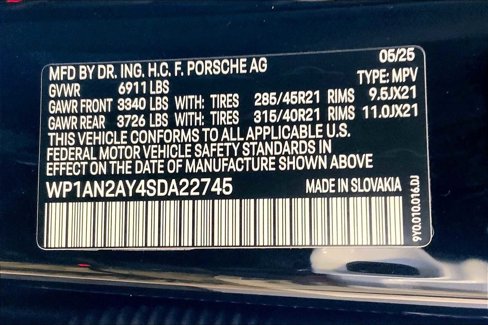 MFD BY DR. ING. H.C. F. PORSCHE AG 05/25
GVWR 6911 LBS TYPE: MPV
GAWR FRONT 3340 LBS WITH: TIRES 285/45R21 RIMS 9.5JX21
GAWR REAR 3726 LBS WITH: TIRES 315/40R21 RIMS 11.0JX21
THIS VEHICLE CONFORMS TO ALL APPLICABLE U.S.
FEDERAL MOTOR VEHICLE SAFETY STANDARDS IN
EFFECT ON THE DATE OF MANUFACTURE SHOWN ABOVE.
WP1AN2AY4SDA22745 MADE IN SLOVAKIA
9Y0.010.016.DJ